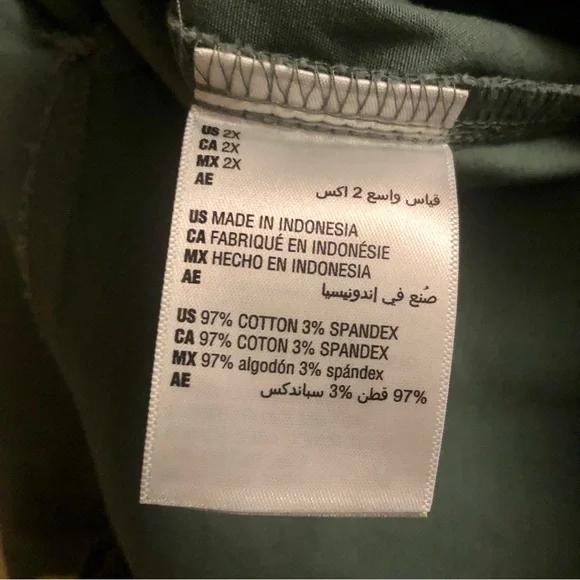 US 2X
CA 2X
MX 2X
AE
قياس واسع 2 اكس
US MADE IN INDONESIA
CA FABRIQUÉ EN INDONÉSIE
MX HECHO EN INDONESIA
AE
صُنع في إندونيسيا
US 97% COTTON 3% SPANDEX
CA 97% COTON 3% SPANDEX
MX 97% algodón 3% spándex
AE
97% قطن 3% سباندكس